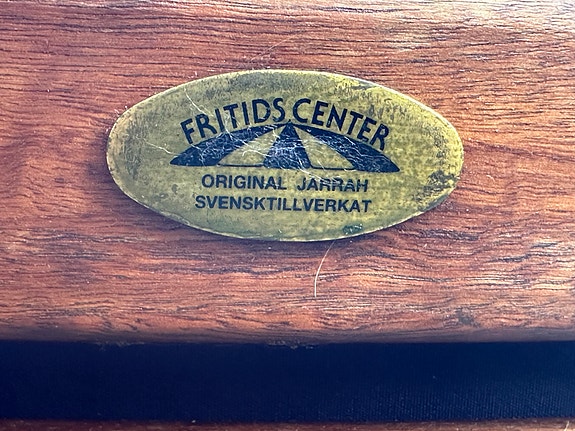 FRITIDS CENTER
ORIGINAL JARRAH
SVENSKTILLVERKAT